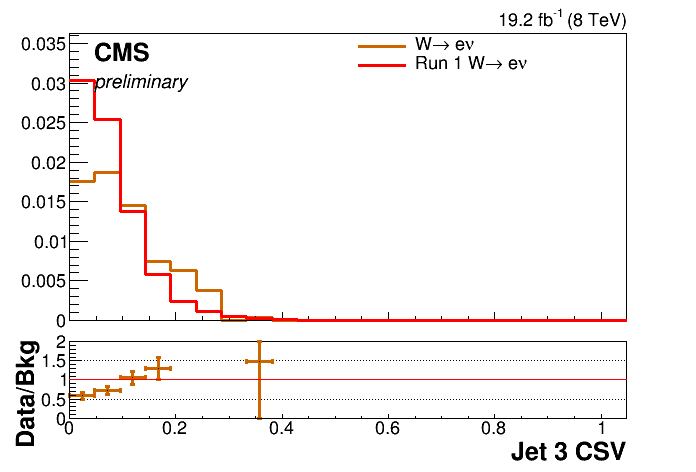 19.2 fb-1 (8 TeV)
CMS
preliminary
W→ eν
Run 1 W→ eν
0.035
0.03
0.025
0.02
0.015
0.01
0.005
0
Data/Bkg
2
1.5
1
0.5
0
0 0.2 0.4 0.6 0.8 1
Jet 3 CSV